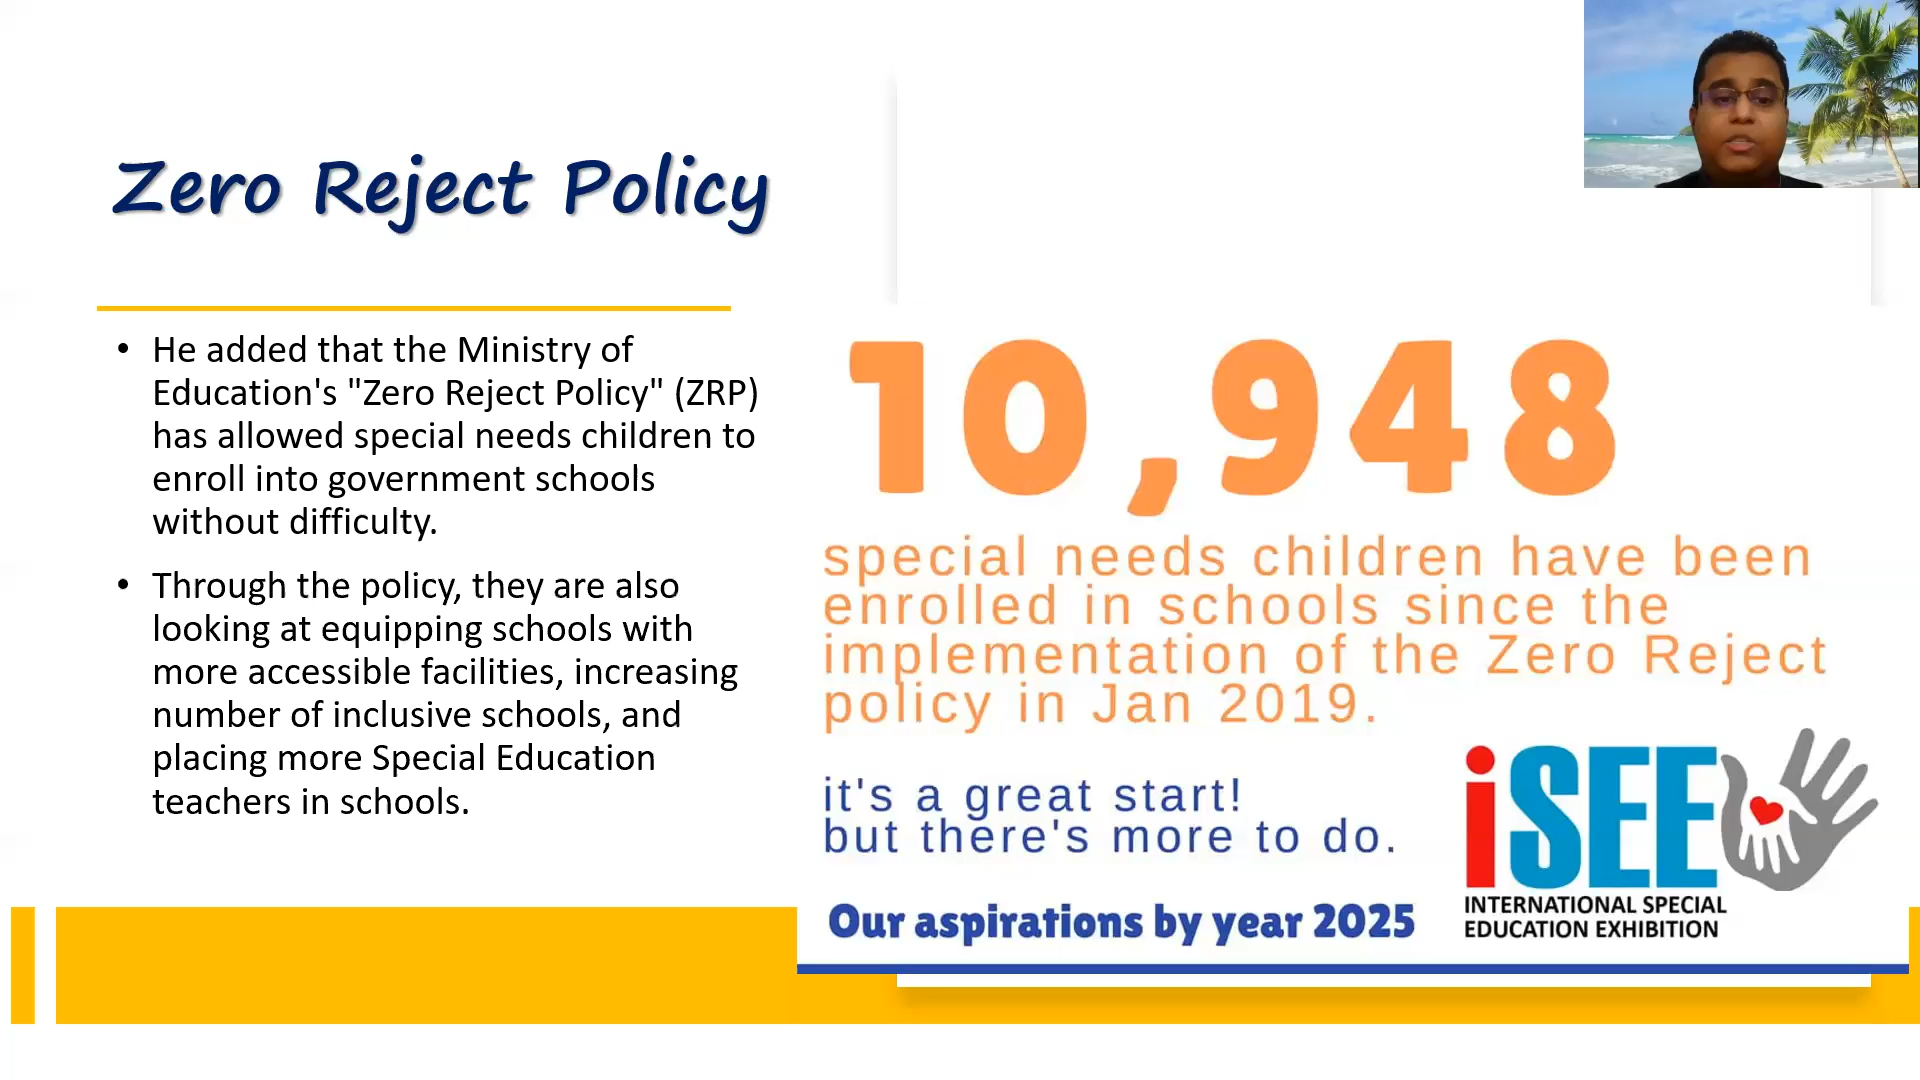 Zero Reject Policy
• He added that the Ministry of
Education's "Zero Reject Policy" (ZRP)
has allowed special needs children to
enroll into government schools
without difficulty.
• Through the policy, they are also
looking at equipping schools with
more accessible facilities, increasing
number of inclusive schools, and
placing more Special Education
teachers in schools.
10,948
special needs children have been
enrolled in schools since the
implementation of the Zero Reject
policy in Jan 2019.
it's a great start!
but there's more to do.
Our aspirations by year 2025
iSEE
INTERNATIONAL SPECIAL
EDUCATION EXHIBITION